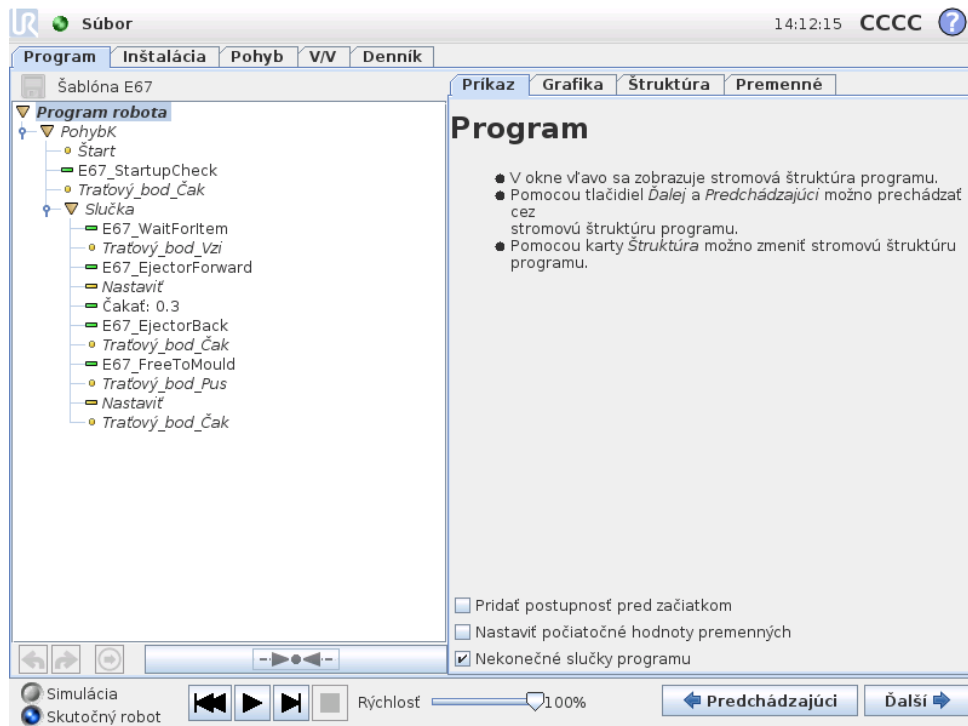 UR Súbor 14:12:15 CCCC ?
Program Inštalácia Pohyb V/V Denník
Šablóna E67
Príkaz Grafika Štruktúra Premenné
Program robota
PohybK
Štart
E67_StartupCheck
Traťový_bod_Čak
Slučka
E67_WaitForItem
Traťový_bod_Vzi
E67_EjectorForward
Nastaviť
Čakať: 0.3
E67_EjectorBack
Traťový_bod_Čak
E67_FreeToMould
Traťový_bod_Pus
Nastaviť
Traťový_bod_Čak
Program
V okne vľavo sa zobrazuje stromová štruktúra programu.
Pomocou tlačidiel Ďalej a Predchádzajúci možno prechádzať
cez
stromovú štruktúru programu.
Pomocou karty Štruktúra možno zmeniť stromovú štruktúru
programu.
Pridať postupnosť pred začiatkom
Nastaviť počiatočné hodnoty premenných
Nekonečné slučky programu
Simulácia
Skutočný robot
Rýchlosť 100%
Predchádzajúci Ďalší